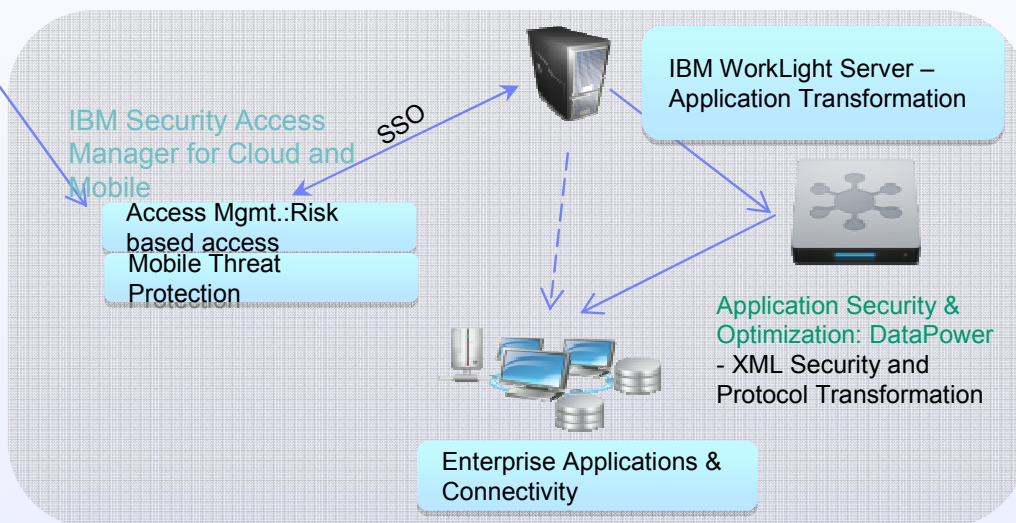 IBM WorkLight Server –
Application Transformation
SSO
IBM Security Access
Manager for Cloud and
Mobile
Access Mgmt.:Risk
based access
Mobile Threat
Protection
Application Security &
Optimization: DataPower
- XML Security and
Protocol Transformation
Enterprise Applications &
Connectivity